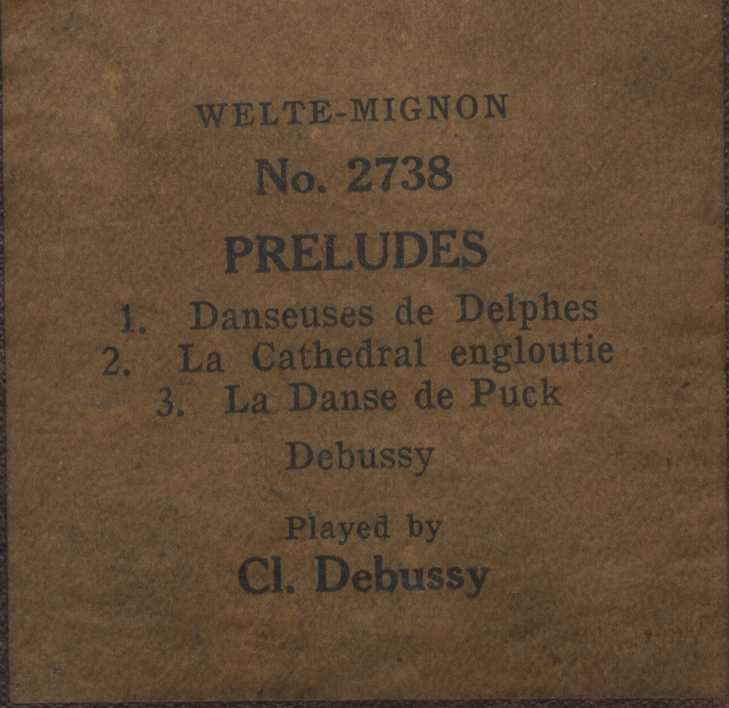 WELTE-MIGNON
No. 2738
PRELUDES
1. Danseuses de Delphes
2. La Cathedral engloutie
3. La Danse de Puck
Debussy
Played by
Cl. Debussy